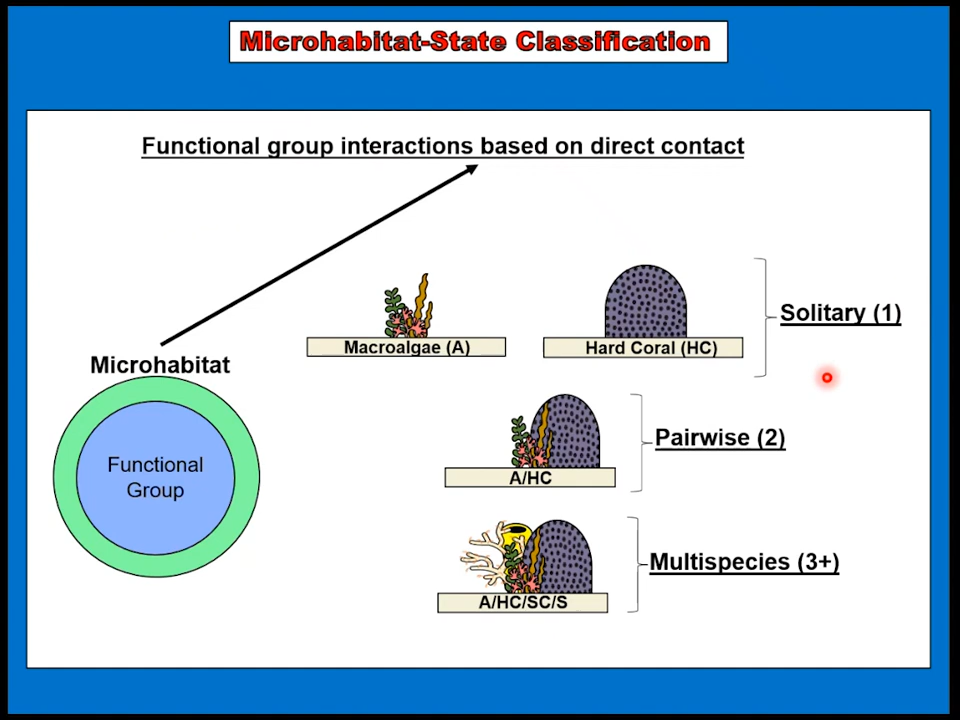 Microhabitat-State Classification
Functional group interactions based on direct contact
Macroalgae (A)
Hard Coral (HC)
Solitary (1)
Microhabitat
Functional
Group
A/HC
Pairwise (2)
A/HC/SC/S
Multispecies (3+)